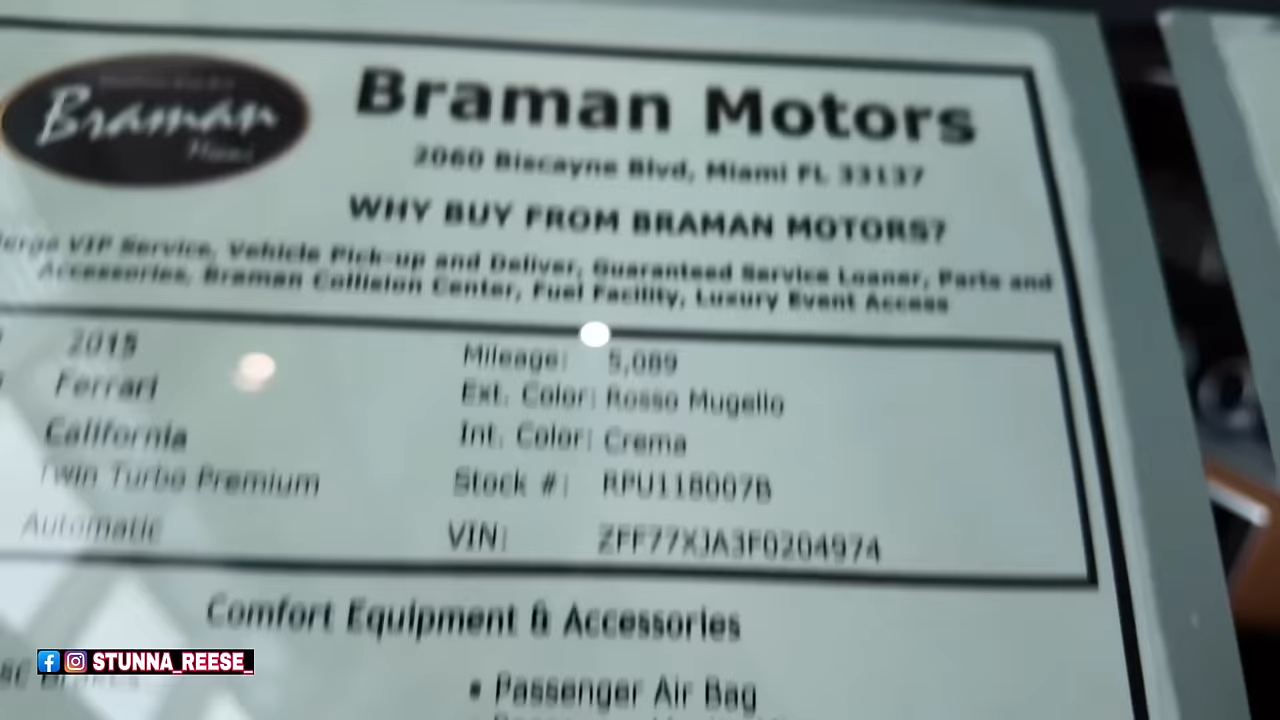 Braman
Miami
Braman Motors
2060 Biscayne Blvd, Miami FL 33137
WHY BUY FROM BRAMAN MOTORS?
VIP Service, Vehicle Pick-up and Deliver, Guaranteed Service Loaner, Parts and
Accessories, Braman Collision Center, Fuel Facility, Luxury Event Access
2015 Mileage: 5,089
Ferrari Ext. Color: Rosso Mugello
California Int. Color: Crema
Twin Turbo Premium Stock #: RPU118007B
Automatic VIN: ZFF77XJA3F0204974
Comfort Equipment & Accessories
STUNNA_REESE_
• Passenger Air Bag